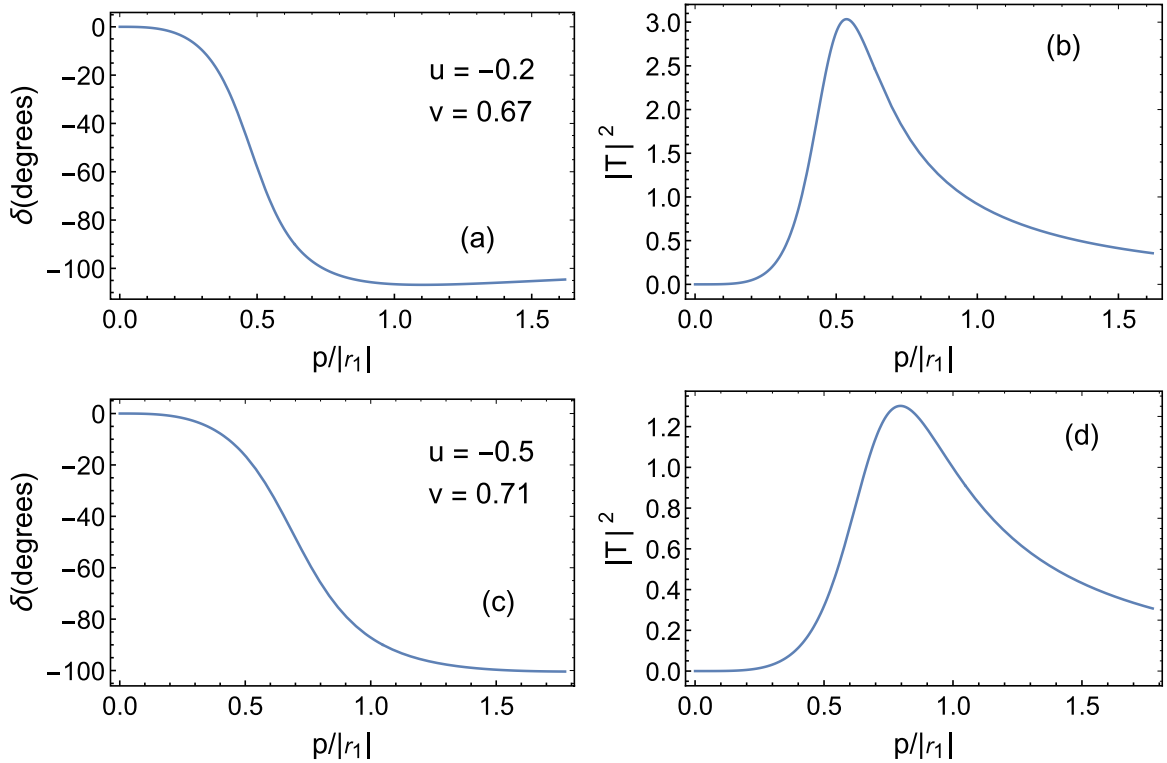 δ(degrees)
0
−20
−40
−60
−80
−100
u = −0.2
v = 0.67
(a)
0.0 0.5 1.0 1.5
p/|r₁|
|T|²
3.0
2.5
2.0
1.5
1.0
0.5
0.0
(b)
0.0 0.5 1.0 1.5
p/|r₁|
δ(degrees)
0
−20
−40
−60
−80
−100
u = −0.5
v = 0.71
(c)
0.0 0.5 1.0 1.5
p/|r₁|
|T|²
1.2
1.0
0.8
0.6
0.4
0.2
0.0
(d)
0.0 0.5 1.0 1.5
p/|r₁|